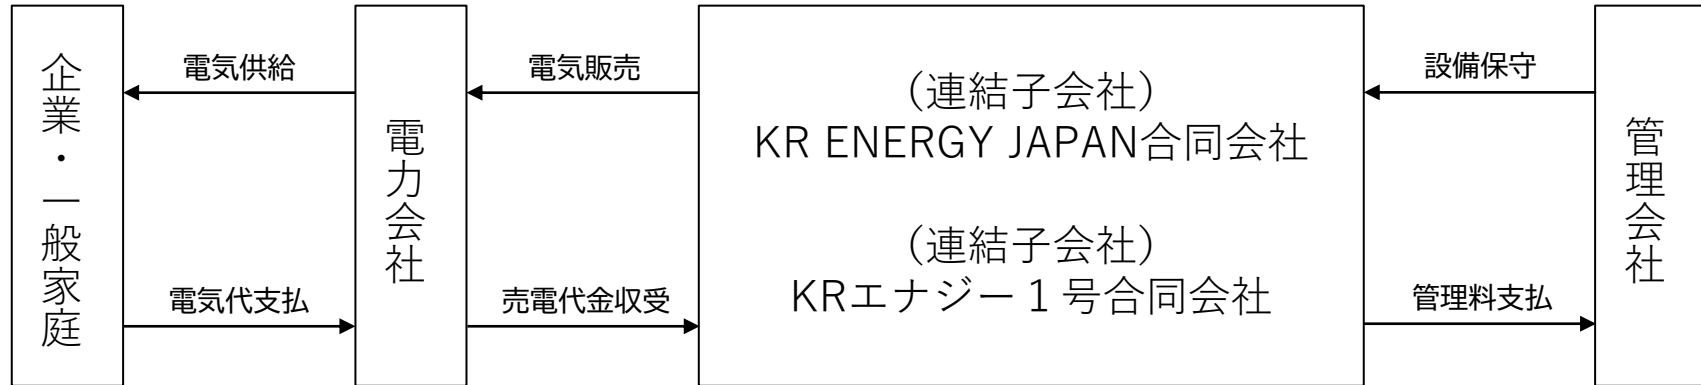 企業・一般家庭
電気供給
電気代支払
電力会社
電気販売
売電代金収受
(連結子会社)
KR ENERGY JAPAN合同会社
(連結子会社)
KRエナジー１号合同会社
設備保守
管理料支払
管理会社